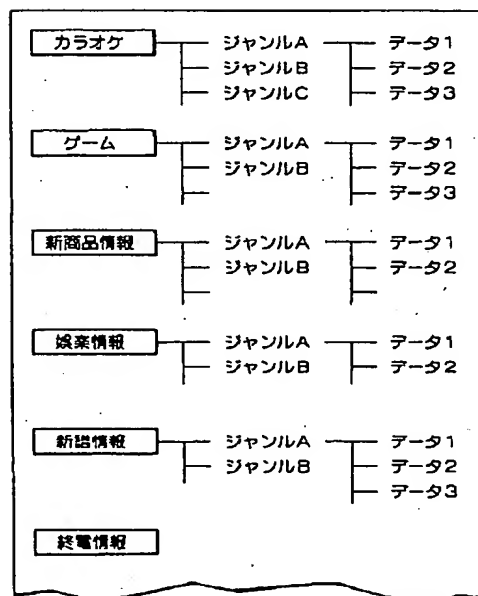 カラオケ ジャンルA データ1
ジャンルB データ2
ジャンルC データ3
ゲーム ジャンルA データ1
ジャンルB データ2
データ3
新商品情報 ジャンルA データ1
ジャンルB データ2
娯楽情報 ジャンルA データ1
ジャンルB データ2
新譜情報 ジャンルA データ1
ジャンルB データ2
データ3
終電情報